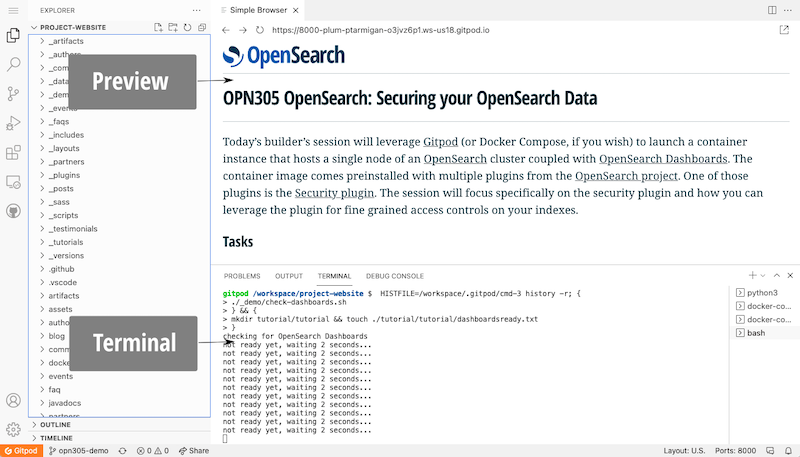 EXPLORER
PROJECT-WEBSITE
_artifacts
_authors
_com
_data
_dem
_events
_faqs
_includes
_layouts
_partners
_plugins
_posts
_sass
_scripts
_testimonials
_tutorials
_versions
.github
.vscode
artifacts
assets
autho
blog
comm
docke
events
faq
javadocs
partners
OUTLINE
TIMELINE
Preview
Terminal
Simple Browser
https://8000-plum-ptarmigan-o3jvz6p1.ws-us18.gitpod.io
OpenSearch
OPN305 OpenSearch: Securing your OpenSearch Data
Today's builder's session will leverage Gitpod (or Docker Compose, if you wish) to launch a container
instance that hosts a single node of an OpenSearch cluster coupled with OpenSearch Dashboards. The
container image comes preinstalled with multiple plugins from the OpenSearch project. One of those
plugins is the Security plugin. The session will focus specifically on the security plugin and how you can
leverage the plugin for fine grained access controls on your indexes.
Tasks
PROBLEMS OUTPUT TERMINAL DEBUG CONSOLE
gitpod /workspace/project-website $ HISTFILE=/workspace/.gitpod/cmd-3 history -r; {
> ./_demo/check-dashboards.sh
> } && {
> mkdir tutorial/tutorial && touch ./tutorial/tutorial/dashboardsready.txt
> }
checking for OpenSearch Dashboards
not ready yet, waiting 2 seconds...
not ready yet, waiting 2 seconds...
not ready yet, waiting 2 seconds...
not ready yet, waiting 2 seconds...
not ready yet, waiting 2 seconds...
not ready yet, waiting 2 seconds...
not ready yet, waiting 2 seconds...
not ready yet, waiting 2 seconds...
not ready yet, waiting 2 seconds...
not ready yet, waiting 2 seconds...
not ready yet, waiting 2 seconds...
python3
docker-co...
docker-co...
bash
Gitpod opn305-demo 0 0 Share Layout: U.S. Ports: 8000